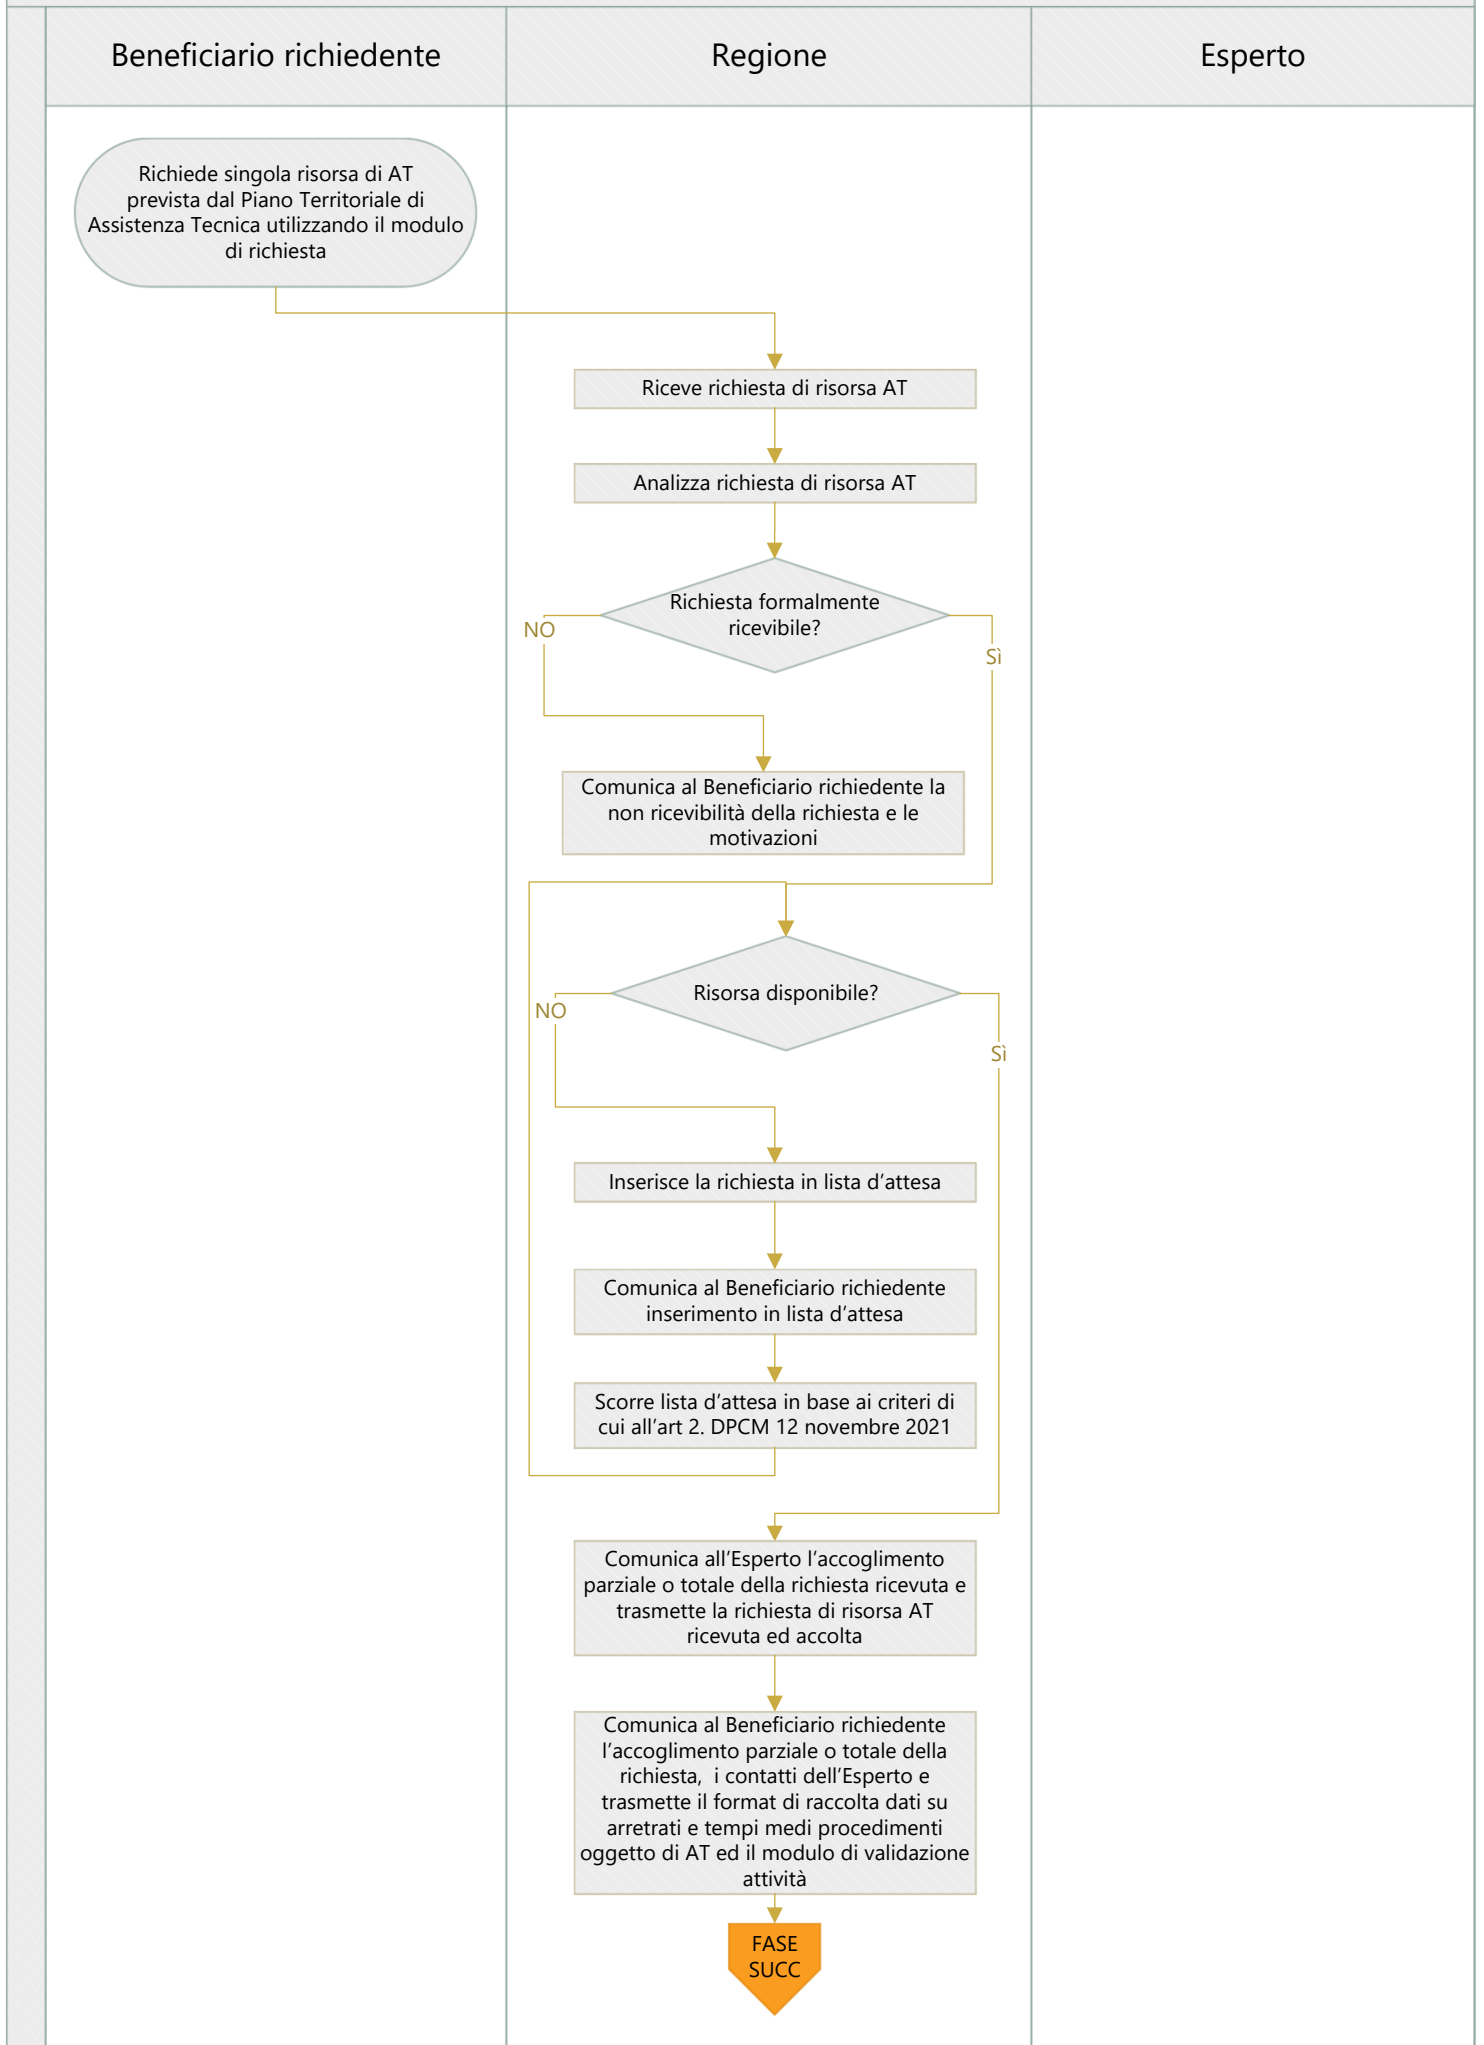 Beneficiario richiedente
Regione
Esperto
Richiede singola risorsa di AT
prevista dal Piano Territoriale di
Assistenza Tecnica utilizzando il modulo
di richiesta
Riceve richiesta di risorsa AT
Analizza richiesta di risorsa AT
Richiesta formalmente
ricevibile?
NO
Sì
Comunica al Beneficiario richiedente la
non ricevibilità della richiesta e le
motivazioni
Risorsa disponibile?
NO
Sì
Inserisce la richiesta in lista d’attesa
Comunica al Beneficiario richiedente
inserimento in lista d’attesa
Scorre lista d’attesa in base ai criteri di
cui all’art 2. DPCM 12 novembre 2021
Comunica all’Esperto l’accoglimento
parziale o totale della richiesta ricevuta e
trasmette la richiesta di risorsa AT
ricevuta ed accolta
Comunica al Beneficiario richiedente
l’accoglimento parziale o totale della
richiesta,  i contatti dell’Esperto e
trasmette il format di raccolta dati su
arretrati e tempi medi procedimenti
oggetto di AT ed il modulo di validazione
attività
FASE
SUCC